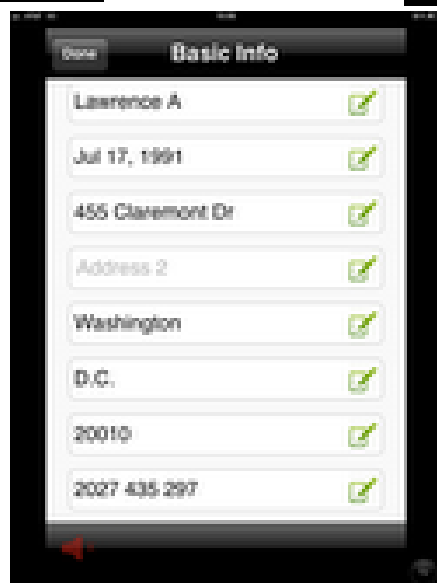 Done
Basic Info
Lawrence A
Jul 17, 1991
455 Claremont Dr
Address 2
Washington
D.C.
20010
2027 435 297